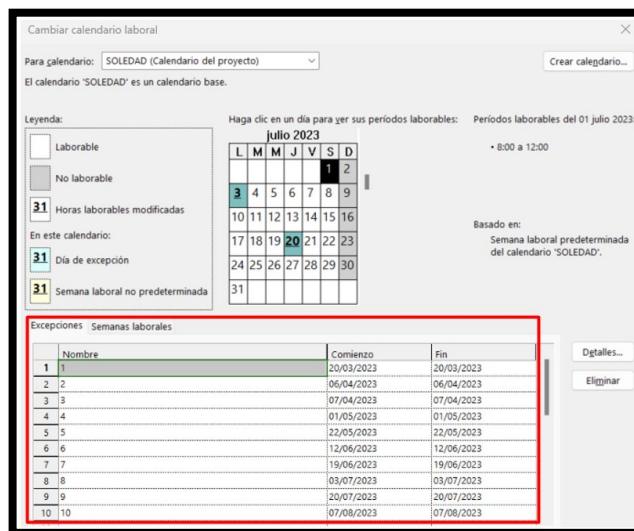 Cambiar calendario laboral
Para calendario: SOLEDAD (Calendario del proyecto)
Crear calendario...
El calendario 'SOLEDAD' es un calendario base.
Leyenda:
Laborable
No laborable
31 Horas laborables modificadas
En este calendario:
31 Día de excepción
31 Semana laboral no predeterminada
Haga clic en un día para ver sus períodos laborables:
julio 2023
L M M J V S D
1 2
3 4 5 6 7 8 9
10 11 12 13 14 15 16
17 18 19 20 21 22 23
24 25 26 27 28 29 30
31
Períodos laborables del 01 julio 2023:
• 8:00 a 12:00
Basado en:
Semana laboral predeterminada
del calendario 'SOLEDAD'.
Excepciones Semanas laborales
Nombre Comienzo Fin
1 1 20/03/2023 20/03/2023
2 2 06/04/2023 06/04/2023
3 3 07/04/2023 07/04/2023
4 4 01/05/2023 01/05/2023
5 5 22/05/2023 22/05/2023
6 6 12/06/2023 12/06/2023
7 7 19/06/2023 19/06/2023
8 8 03/07/2023 03/07/2023
9 9 20/07/2023 20/07/2023
10 10 07/08/2023 07/08/2023
Detalles...
Eliminar